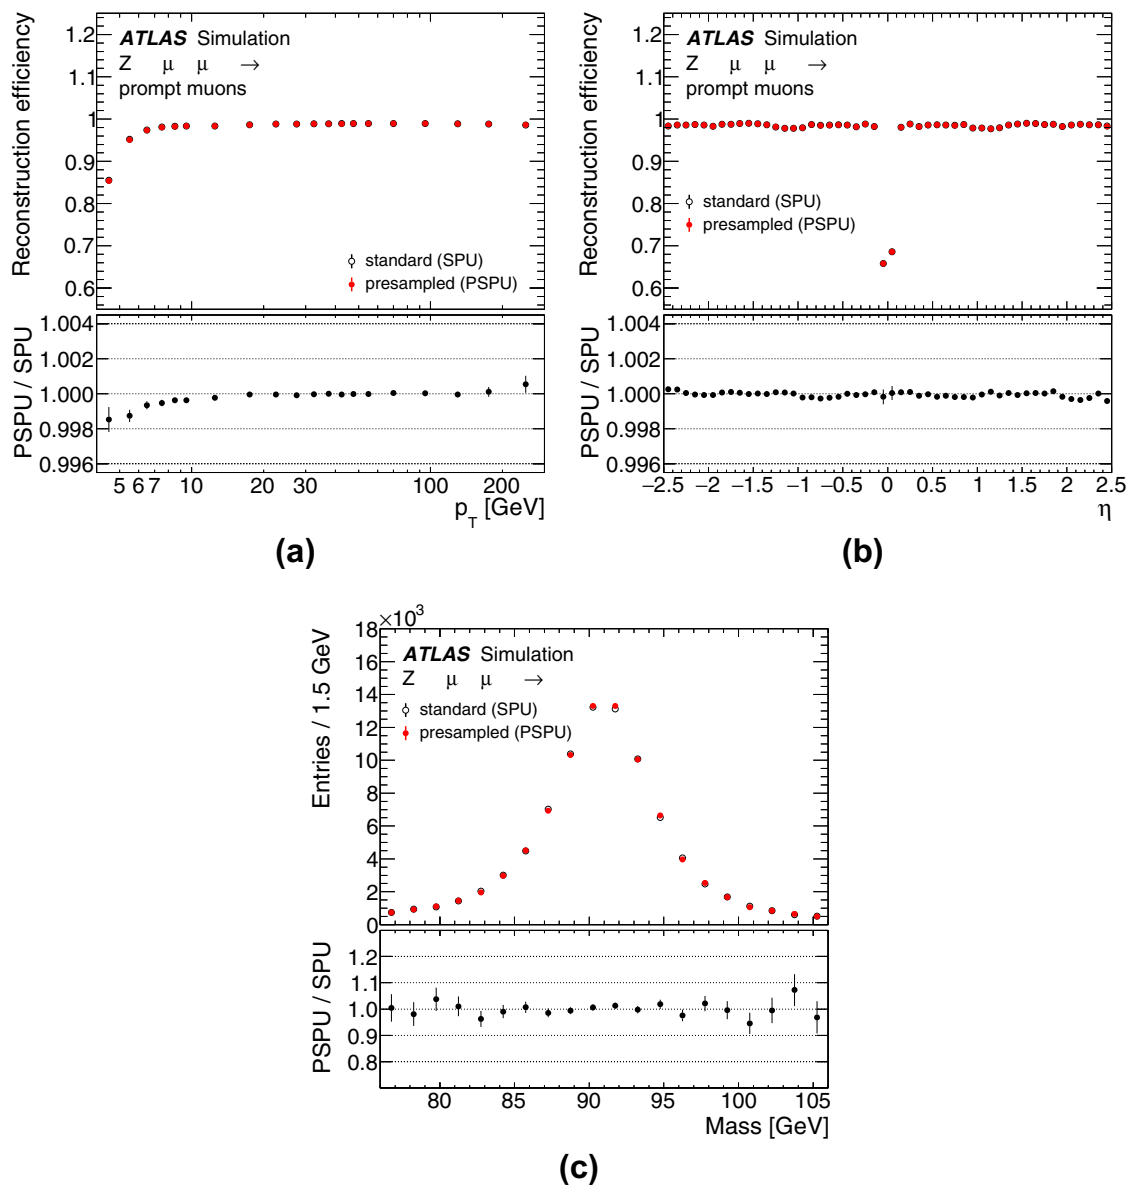 Reconstruction efficiency
1.2
1.1
1
0.9
0.8
0.7
0.6
ATLAS Simulation
Z μ μ →
prompt muons
standard (SPU)
presampled (PSPU)
PSPU / SPU
1.004
1.002
1.000
0.998
0.996
5 6 7 10 20 30 100 200
p_T [GeV]
(a)
Reconstruction efficiency
1.2
1.1
1
0.9
0.8
0.7
0.6
ATLAS Simulation
Z μ μ →
prompt muons
standard (SPU)
presampled (PSPU)
PSPU / SPU
1.004
1.002
1.000
0.998
0.996
−2.5 −2 −1.5 −1 −0.5 0 0.5 1 1.5 2 2.5
η
(b)
Entries / 1.5 GeV
×10³
18
16
14
12
10
8
6
4
2
0
ATLAS Simulation
Z μ μ →
standard (SPU)
presampled (PSPU)
PSPU / SPU
1.2
1.1
1.0
0.9
0.8
80 85 90 95 100 105
Mass [GeV]
(c)